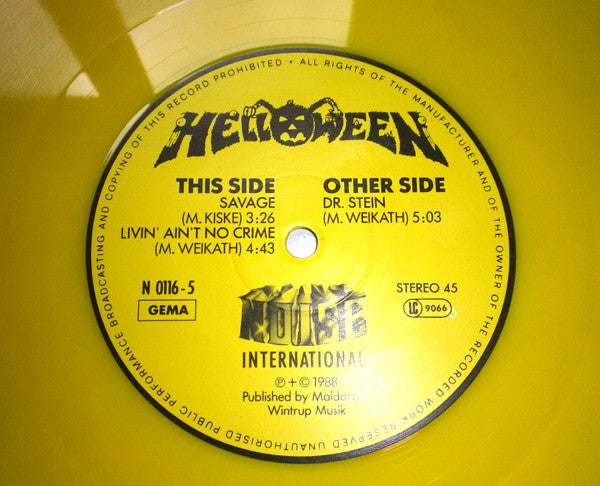 ALL RIGHTS OF THE MANUFACTURER AND OF THE OWNER OF THE RECORDED WORK RESERVED UNAUTHORISED PUBLIC PERFORMANCE BROADCASTING AND COPYING OF THIS RECORD PROHIBITED •
HELLOWEEN
THIS SIDE
SAVAGE
(M. KISKE) 3:26
LIVIN' AIN'T NO CRIME
(M. WEIKATH) 4:43
OTHER SIDE
DR. STEIN
(M. WEIKATH) 5:03
N 0116-5
GEMA
STEREO 45
LC 9066
NOISE
INTERNATIONAL
℗ + © 1988
Published by
Wintrup Musik